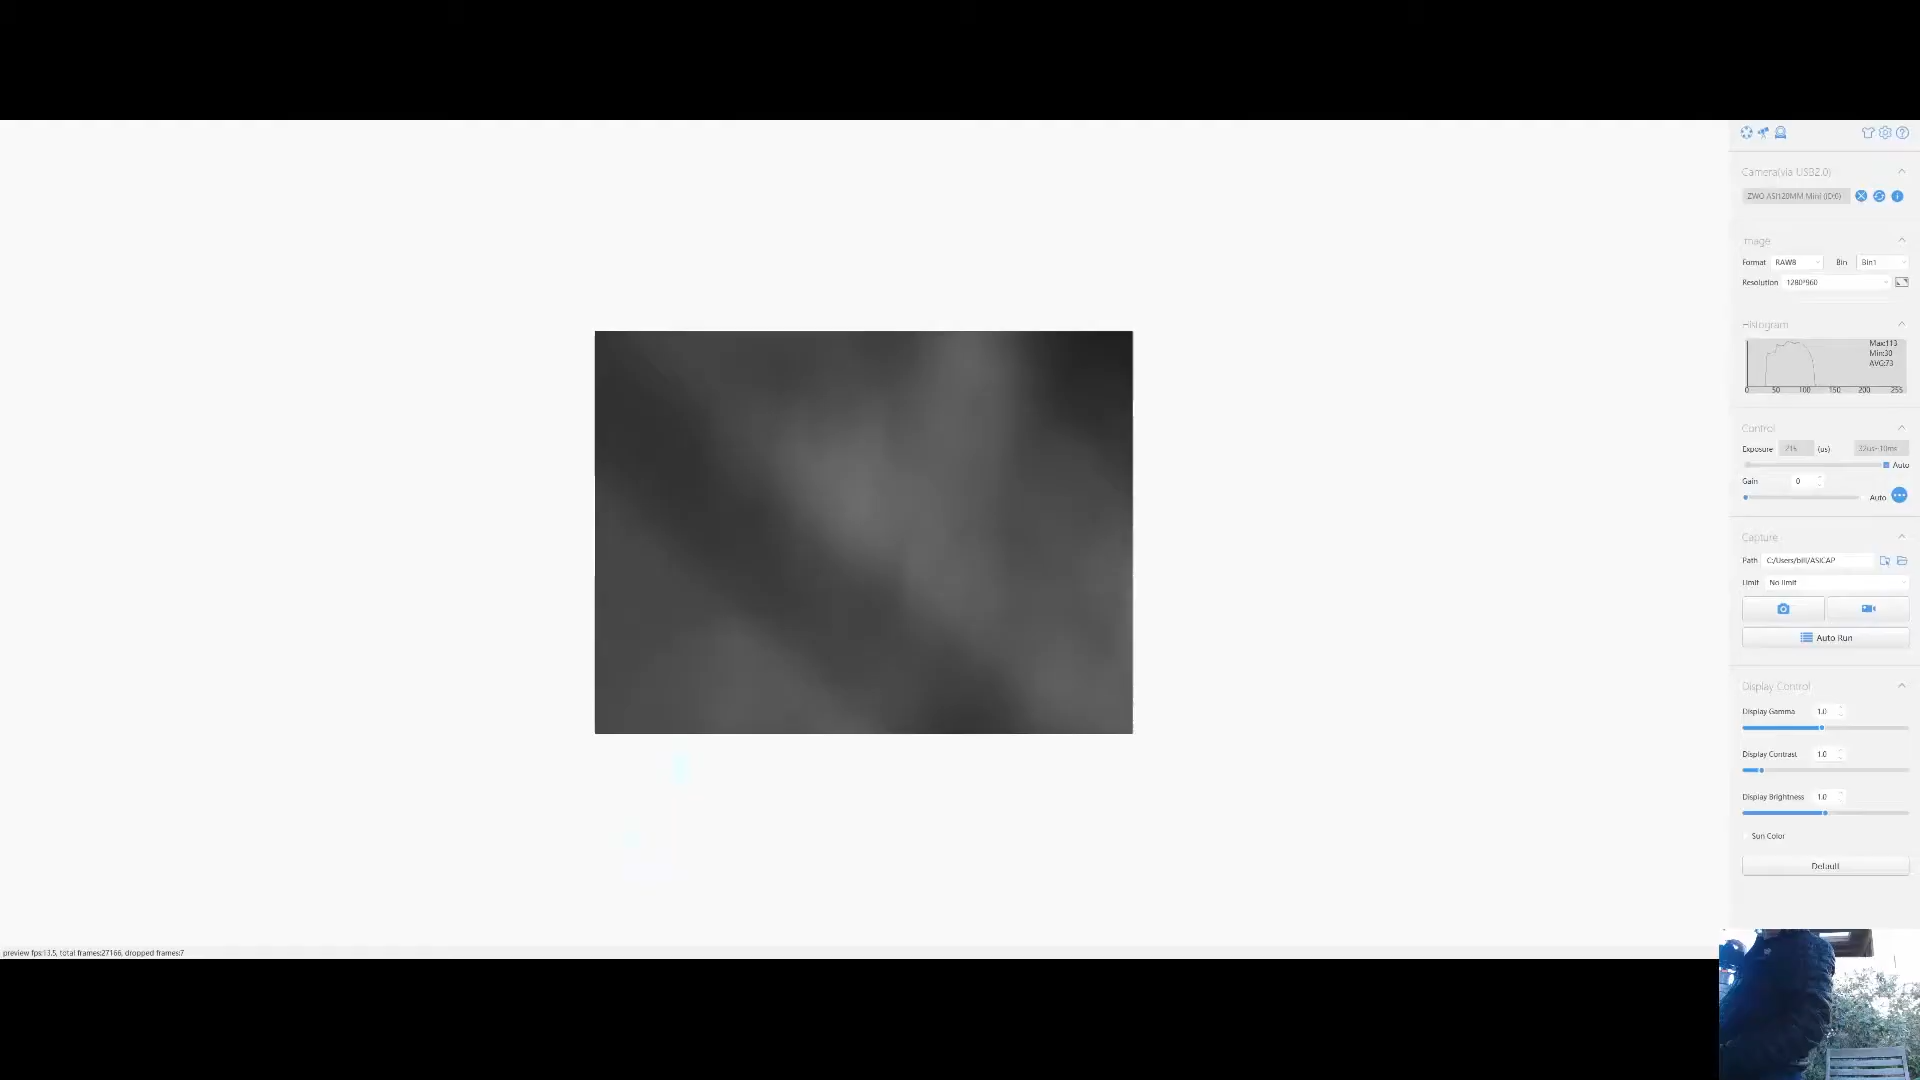 Camera(via USB2.0)
ZWO ASI120MM Mini (ID:0)
Image
Format RAW8 Bin Bin1
Resolution 1280*960
Histogram
Max:113
Min:30
AVG:73
0 50 100 150 200 255
Control
Exposure 215 (us) 32us~10ms
Auto
Gain 0
Auto
Capture
Path C:/Users/bill/ASICAP
Limit No limit
Auto Run
Display Control
Display Gamma 1.0
Display Contrast 1.0
Display Brightness 1.0
Sun Color
Default
preview fps:13.5, total frames:27166, dropped frames:7